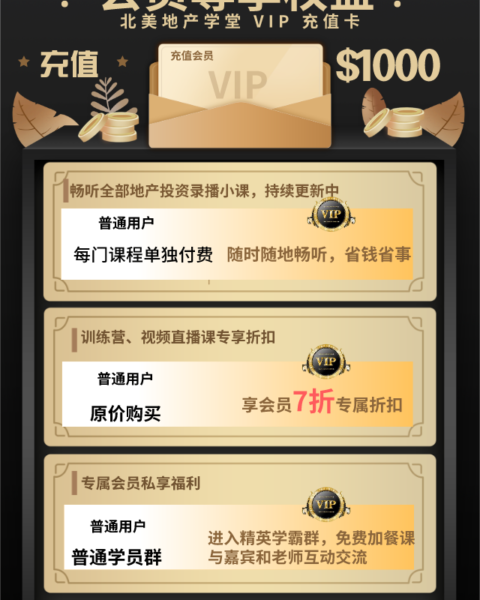 ！会员尊享权益！
北美地产学堂 VIP 充值卡
充值
充值会员
VIP
$1000
畅听全部地产投资录播小课，持续更新中
普通用户
VIP
每门课程单独付费
随时随地畅听，省钱省事
训练营、视频直播课专享折扣
普通用户
VIP
原价购买
享会员7折专属折扣
专属会员私享福利
普通用户
VIP
普通学员群
进入精英学霸群，免费加餐课
与嘉宾和老师互动交流